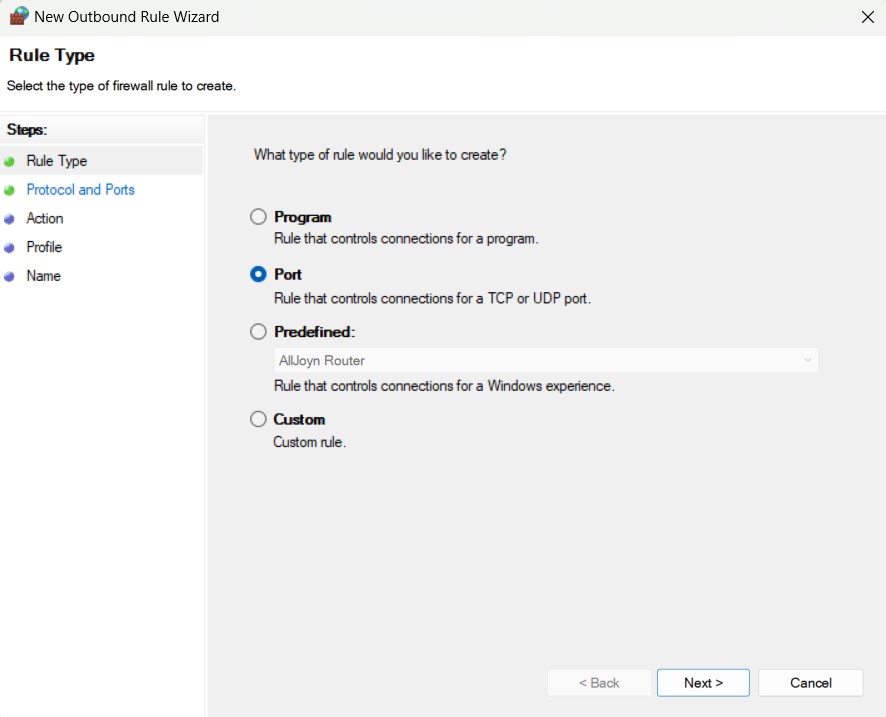 New Outbound Rule Wizard
Rule Type
Select the type of firewall rule to create.
Steps:
Rule Type
Protocol and Ports
Action
Profile
Name
What type of rule would you like to create?
Program
Rule that controls connections for a program.
Port
Rule that controls connections for a TCP or UDP port.
Predefined:
AllJoyn Router
Rule that controls connections for a Windows experience.
Custom
Custom rule.
< Back
Next >
Cancel